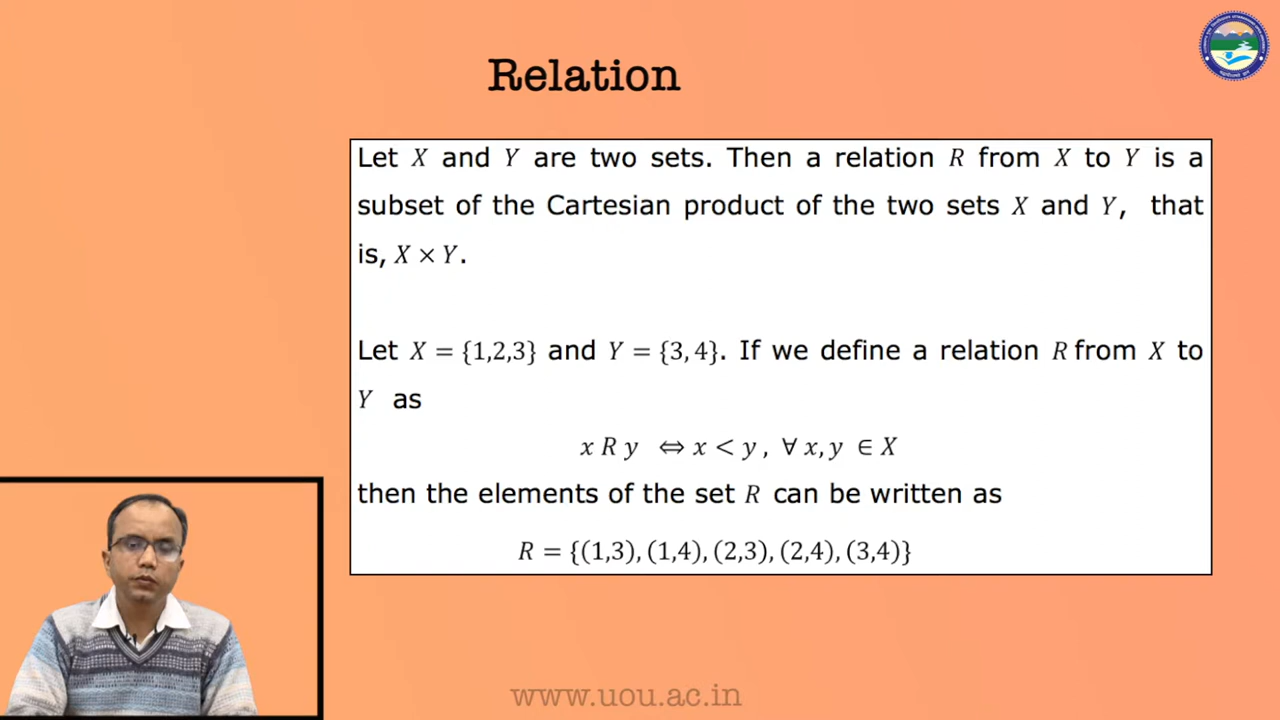 Relation
Let X and Y are two sets. Then a relation R from X to Y is a
subset of the Cartesian product of the two sets X and Y, that
is, X × Y.
Let X = {1,2,3} and Y = {3, 4}. If we define a relation R from X to
Y as
x R y ⇔ x < y, ∀ x, y ∈ X
then the elements of the set R can be written as
R = {(1,3), (1,4), (2,3), (2,4), (3,4)}
www.uou.ac.in